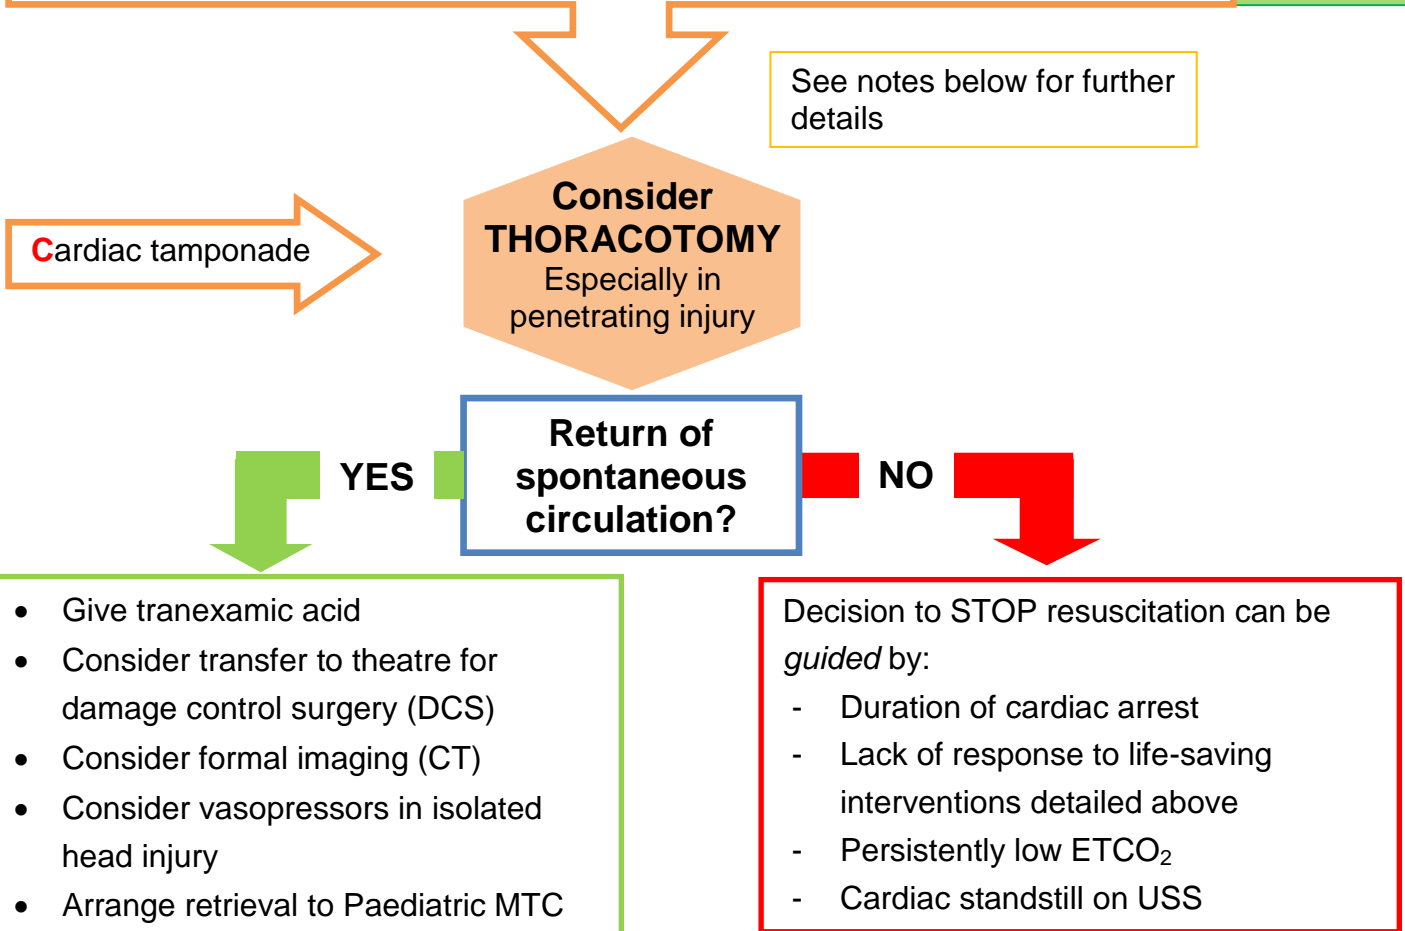 See notes below for further
details
Consider
THORACOTOMY
Especially in
penetrating injury
Cardiac tamponade
Return of
spontaneous
circulation?
YES
NO
• Give tranexamic acid
• Consider transfer to theatre for
damage control surgery (DCS)
• Consider formal imaging (CT)
• Consider vasopressors in isolated
head injury
• Arrange retrieval to Paediatric MTC
Decision to STOP resuscitation can be
guided by:
- Duration of cardiac arrest
- Lack of response to life-saving
interventions detailed above
- Persistently low ETCO₂
- Cardiac standstill on USS